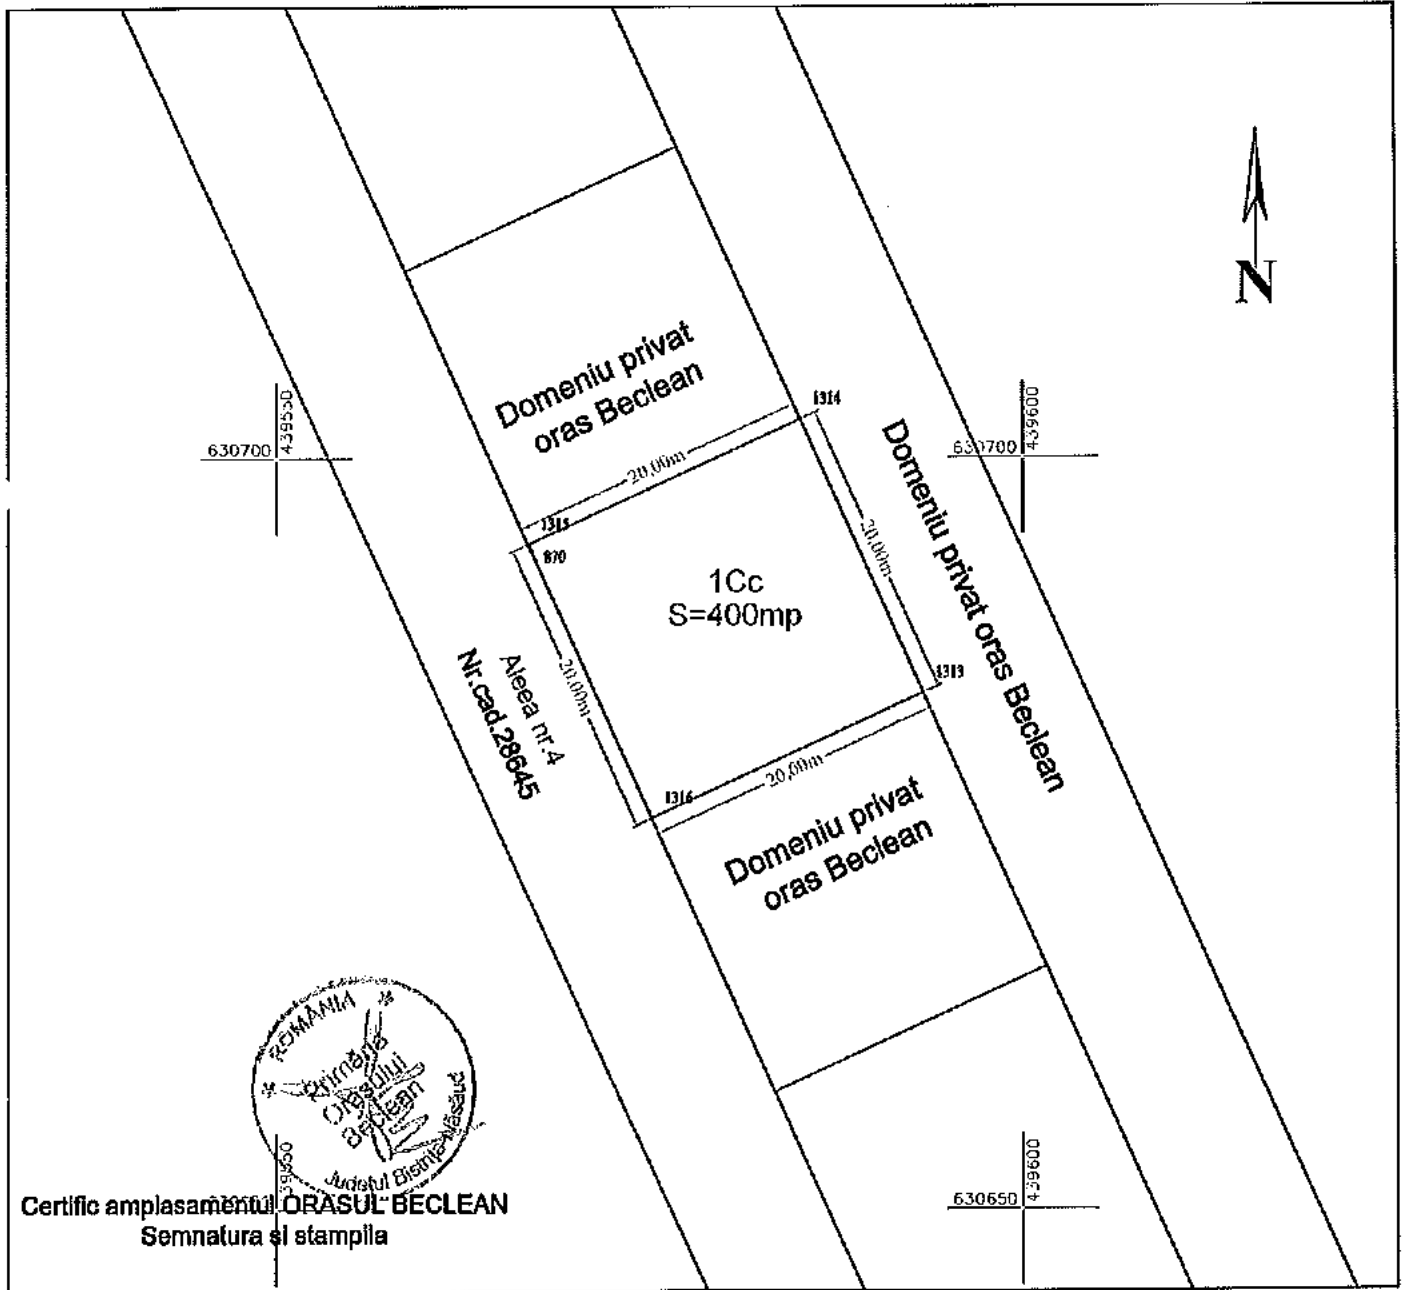 N
Domeniu privat
oras Beclean
1314
439550
630700
439600
630700
20,00m
1315
870
1Cc
S=400mp
20,00m
Domeniu privat oras Beclean
20,00m
Aleea nr.4
Nr.cad.28645
1313
1316
20,00m
Domeniu privat
oras Beclean
ROMÂNIA
Primăria
Orașului
Beclean
Județul Bistrița-Năsăud
439600
630650
Certific amplasamentul ORASUL BECLEAN
Semnatura si stampila